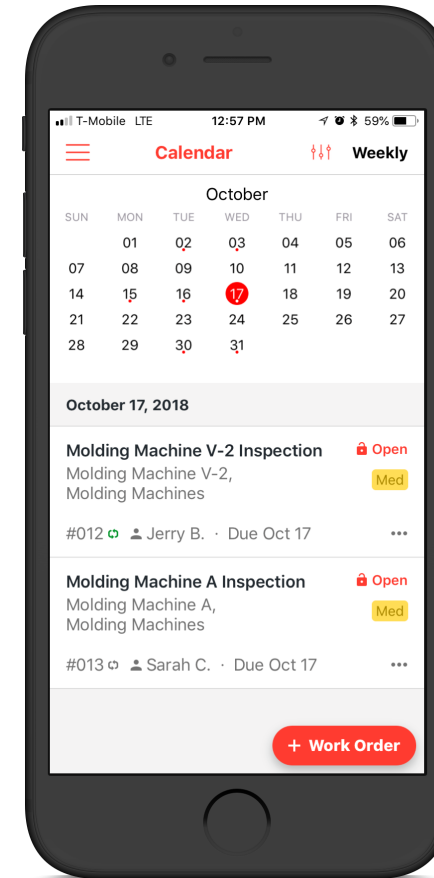 T-Mobile LTE 12:57 PM 59%
Calendar Weekly
October
SUN MON TUE WED THU FRI SAT
01 02 03 04 05 06
07 08 09 10 11 12 13
14 15 16 17 18 19 20
21 22 23 24 25 26 27
28 29 30 31
October 17, 2018
Molding Machine V-2 Inspection Open
Molding Machine V-2, Med
Molding Machines
#012 Jerry B. · Due Oct 17 •••
Molding Machine A Inspection Open
Molding Machine A, Med
Molding Machines
#013 Sarah C. · Due Oct 17 •••
+ Work Order